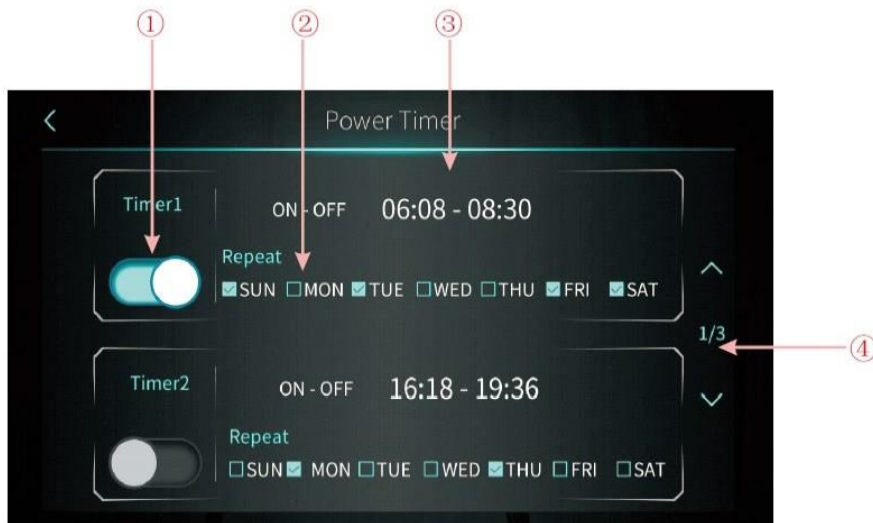 ① ② ③
Power Timer
Timer1
ON - OFF 06:08 - 08:30
Repeat
SUN MON TUE WED THU FRI SAT
1/3
④
Timer2
ON - OFF 16:18 - 19:36
Repeat
SUN MON TUE WED THU FRI SAT